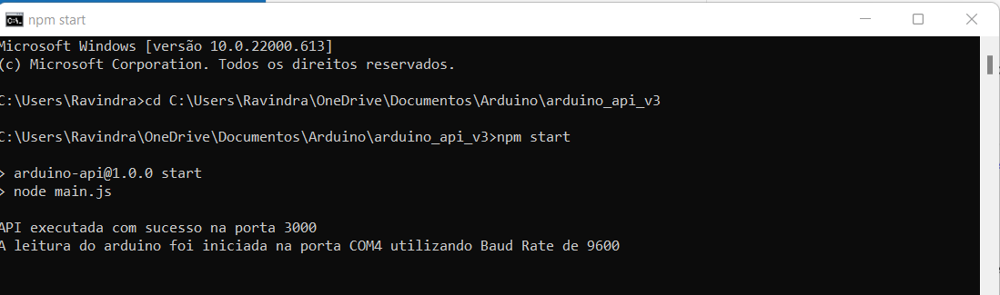 npm start
Microsoft Windows [versão 10.0.22000.613]
(c) Microsoft Corporation. Todos os direitos reservados.
C:\Users\Ravindra>cd C:\Users\Ravindra\OneDrive\Documentos\Arduino\arduino_api_v3
C:\Users\Ravindra\OneDrive\Documentos\Arduino\arduino_api_v3>npm start
> arduino-api@1.0.0 start
> node main.js
API executada com sucesso na porta 3000
A leitura do arduino foi iniciada na porta COM4 utilizando Baud Rate de 9600